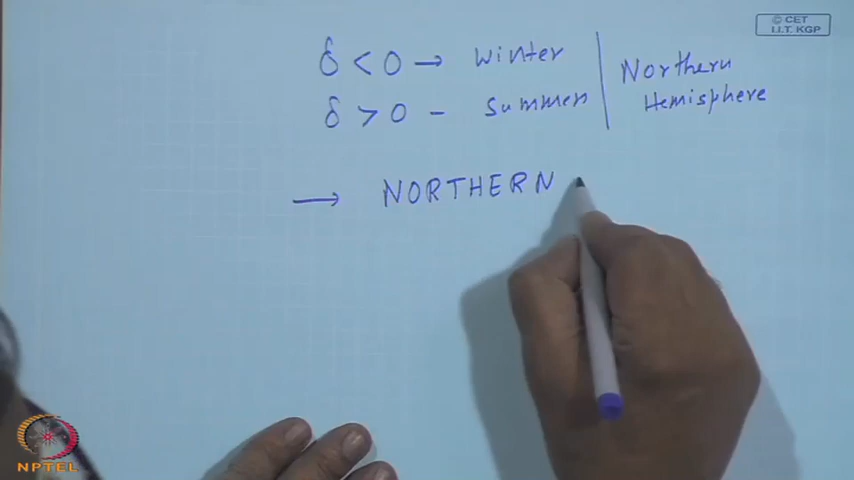 © CET
I.I.T. KGP
δ < 0 → winter
δ > 0 - summer
Northern
Hemisphere
→ NORTHERN
NPTEL